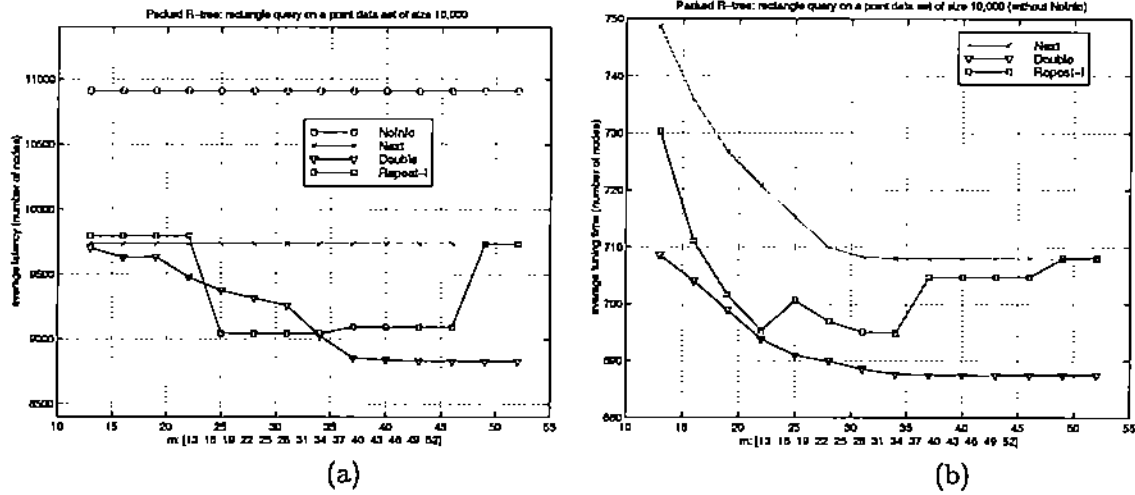 Packed R-tree: rectangle query on a point data set of size 10,000
average latency (number of nodes)
11000
10500
10000
9500
9000
8500
NoInfo
Next
Double
Repeat-l
10 15 20 25 30 35 40 45 50 55
m: [13 16 19 22 25 28 31 34 37 40 43 46 49 52]
(a)
Packed R-tree: rectangle query on a point data set of size 10,000 (without NoInfo)
average tuning time (number of nodes)
750
740
730
720
710
700
690
680
Next
Double
Repeat-l
10 15 20 25 30 35 40 45 50 55
m: [13 16 19 22 25 28 31 34 37 40 43 46 49 52]
(b)